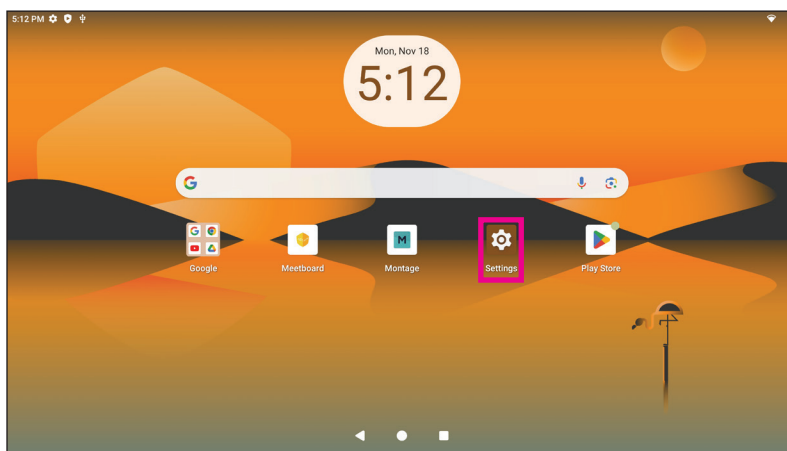 5:12 PM
Mon, Nov 18
5:12
G
G
M
Google
Meetboard
Montage
Settings
Play Store